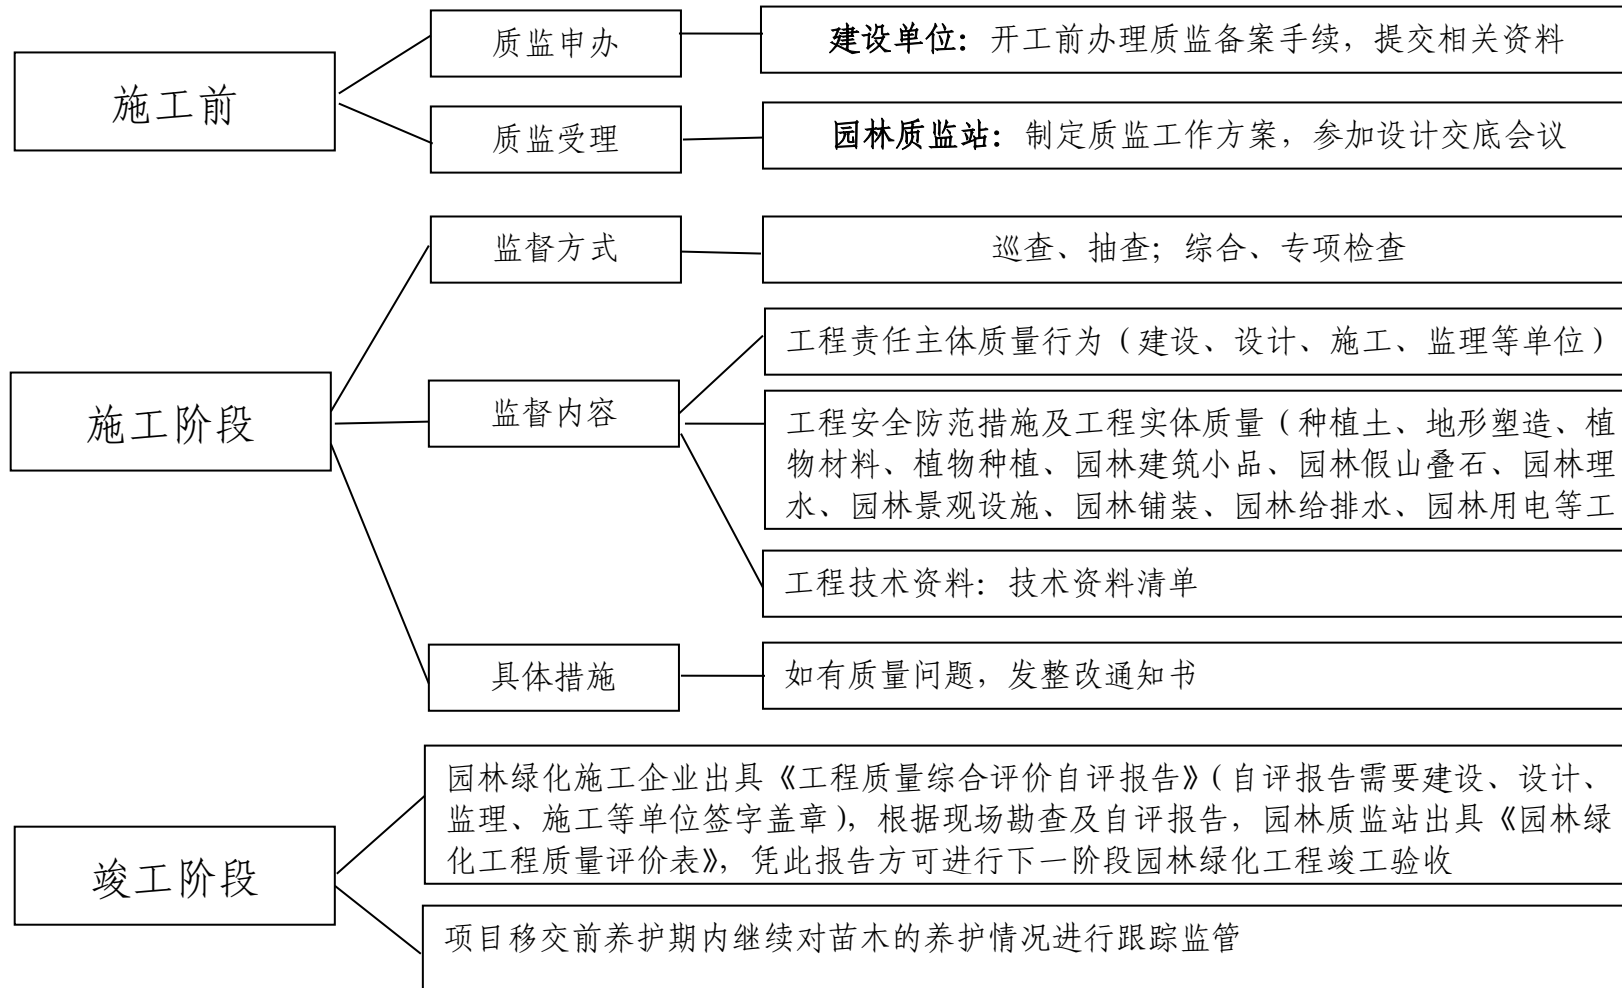 施工前
质监申办
建设单位：开工前办理质监备案手续，提交相关资料
质监受理
园林质监站：制定质监工作方案，参加设计交底会议
施工阶段
监督方式
巡查、抽查；综合、专项检查
监督内容
工程责任主体质量行为（建设、设计、施工、监理等单位）
工程安全防范措施及工程实体质量（种植土、地形塑造、植
物材料、植物种植、园林建筑小品、园林假山叠石、园林理
水、园林景观设施、园林铺装、园林给排水、园林用电等工
工程技术资料：技术资料清单
具体措施
如有质量问题，发整改通知书
竣工阶段
园林绿化施工企业出具《工程质量综合评价自评报告》（自评报告需要建设、设计、
监理、施工等单位签字盖章），根据现场勘查及自评报告，园林质监站出具《园林绿
化工程质量评价表》，凭此报告方可进行下一阶段园林绿化工程竣工验收
项目移交前养护期内继续对苗木的养护情况进行跟踪监管